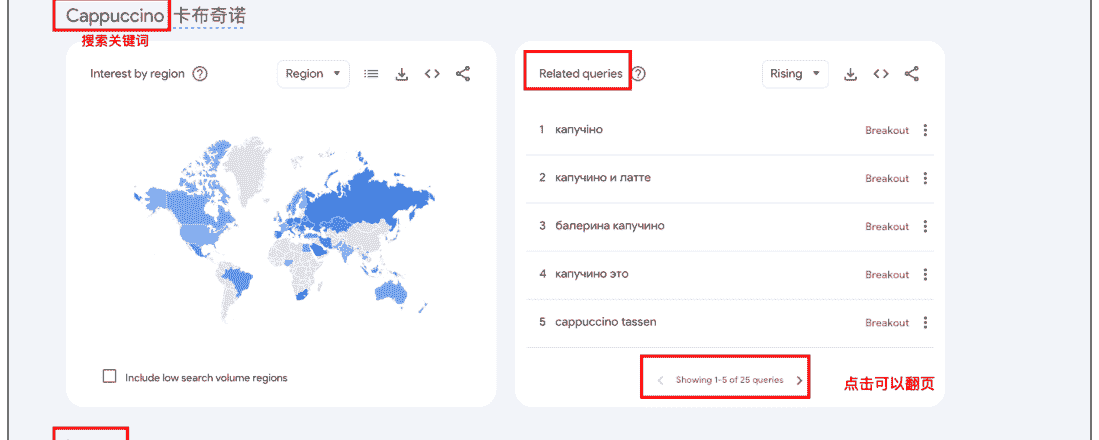 Cappuccino 卡布奇诺
搜索关键词
Interest by region ?
Region
Include low search volume regions
Related queries ?
Rising
1 капучіно Breakout
2 капучино и латте Breakout
3 балерина капучино Breakout
4 капучино это Breakout
5 cappuccino tassen Breakout
Showing 1-5 of 25 queries
点击可以翻页